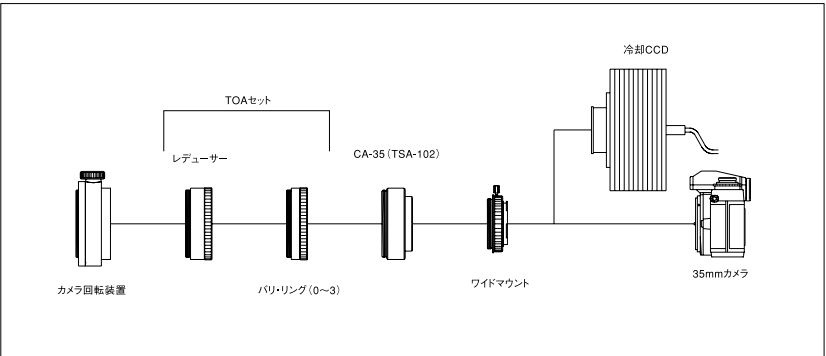 冷却CCD
TOAセット
レデューサー
CA-35（TSA-102）
カメラ回転装置
バリ・リング（0〜3）
ワイドマウント
35mmカメラ